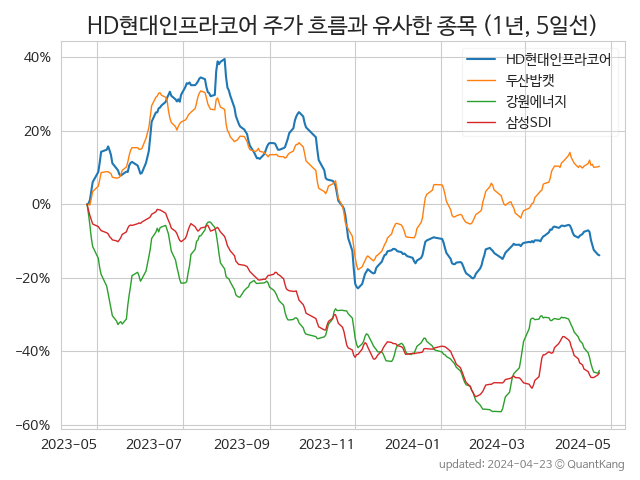 HD현대인프라코어 주가 흐름과 유사한 종목 (1년, 5일선)
HD현대인프라코어
두산밥캣
강원에너지
삼성SDI
40%
20%
0%
−20%
−40%
−60%
2023-05 2023-07 2023-09 2023-11 2024-01 2024-03 2024-05
updated: 2024-04-23 © QuantKang